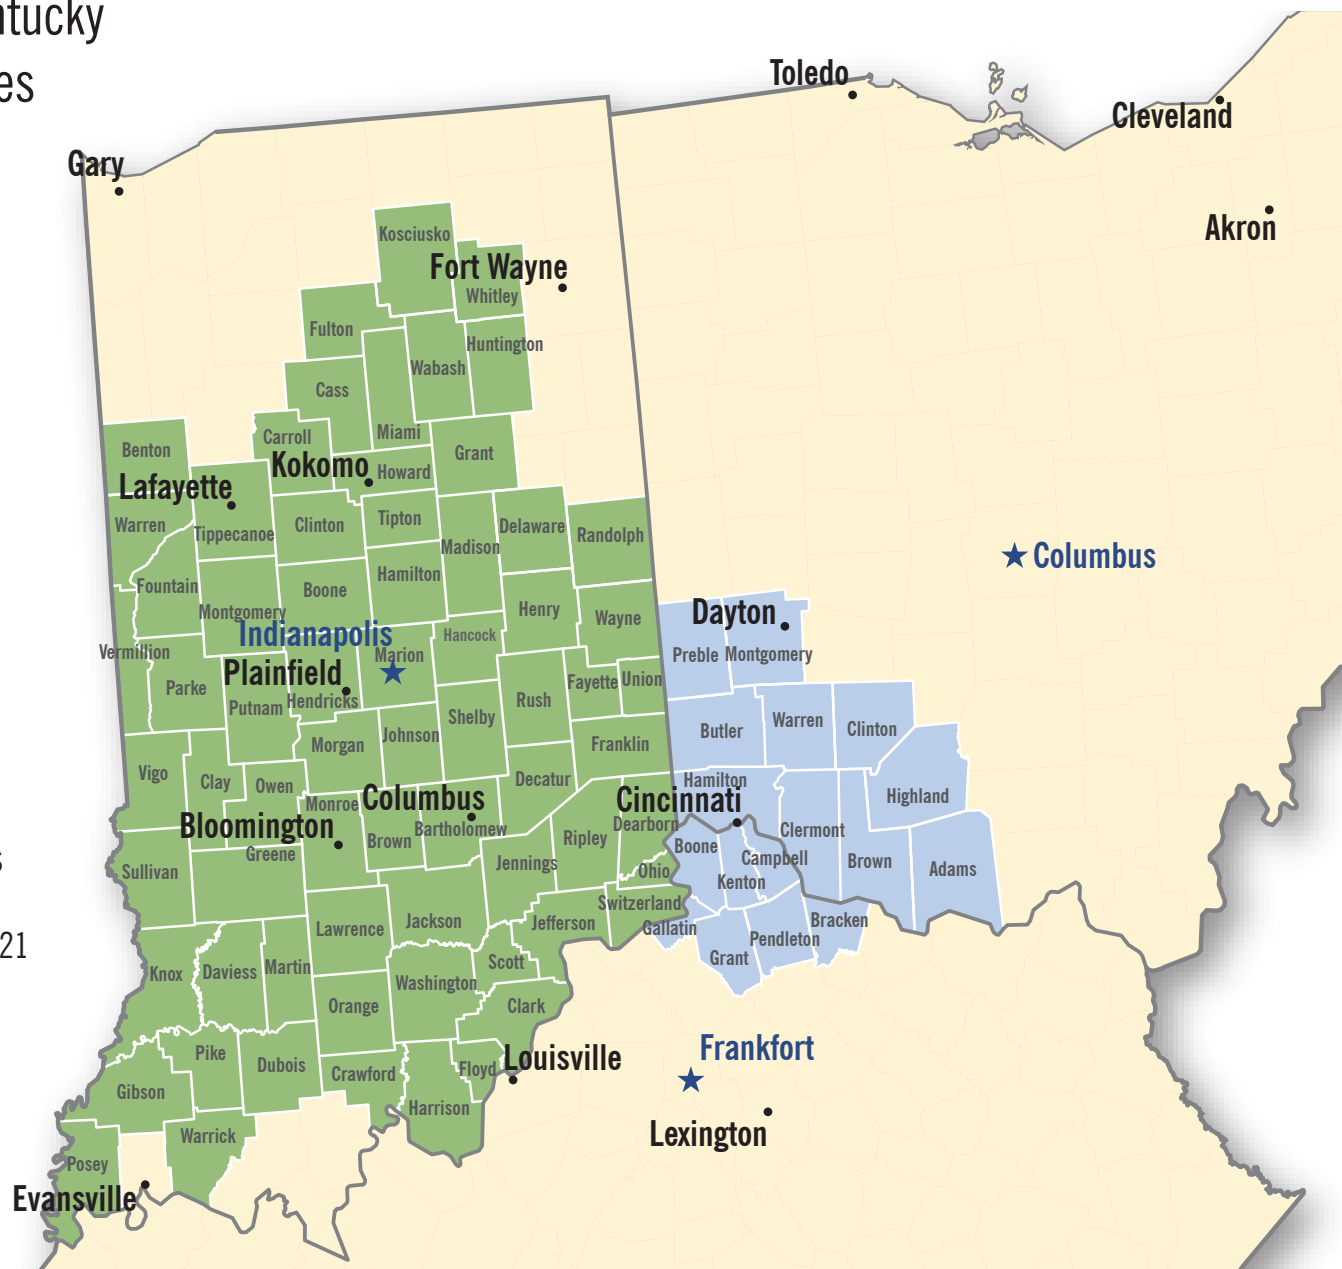 ntucky
es
Toledo
Cleveland
Gary
Akron
Kosciusko
Fort Wayne
Whitley
Fulton
Huntington
Wabash
Cass
Miami
Carroll
Benton
Grant
Kokomo
Howard
Lafayette
Warren
Tippecanoe
Clinton
Tipton
Delaware
Randolph
Madison
Columbus
Fountain
Boone
Hamilton
Montgomery
Henry
Wayne
Dayton
Indianapolis
Hancock
Vermillion
Marion
Preble
Montgomery
Plainfield
Parke
Fayette
Union
Putnam
Hendricks
Rush
Shelby
Johnson
Morgan
Franklin
Butler
Warren
Clinton
Vigo
Clay
Owen
Decatur
Hamilton
Highland
Monroe
Columbus
Cincinnati
Bloomington
Brown
Bartholomew
Ripley
Dearborn
Clermont
Greene
Boone
Campbell
Brown
Adams
s
Sullivan
Jennings
Ohio
Kenton
Switzerland
Lawrence
Jackson
Jefferson
Gallatin
Bracken
21
Pendleton
Grant
Knox
Daviess
Martin
Washington
Scott
Orange
Clark
Pike
Dubois
Crawford
Floyd
Louisville
Frankfort
Gibson
Harrison
Warrick
Lexington
Posey
Evansville